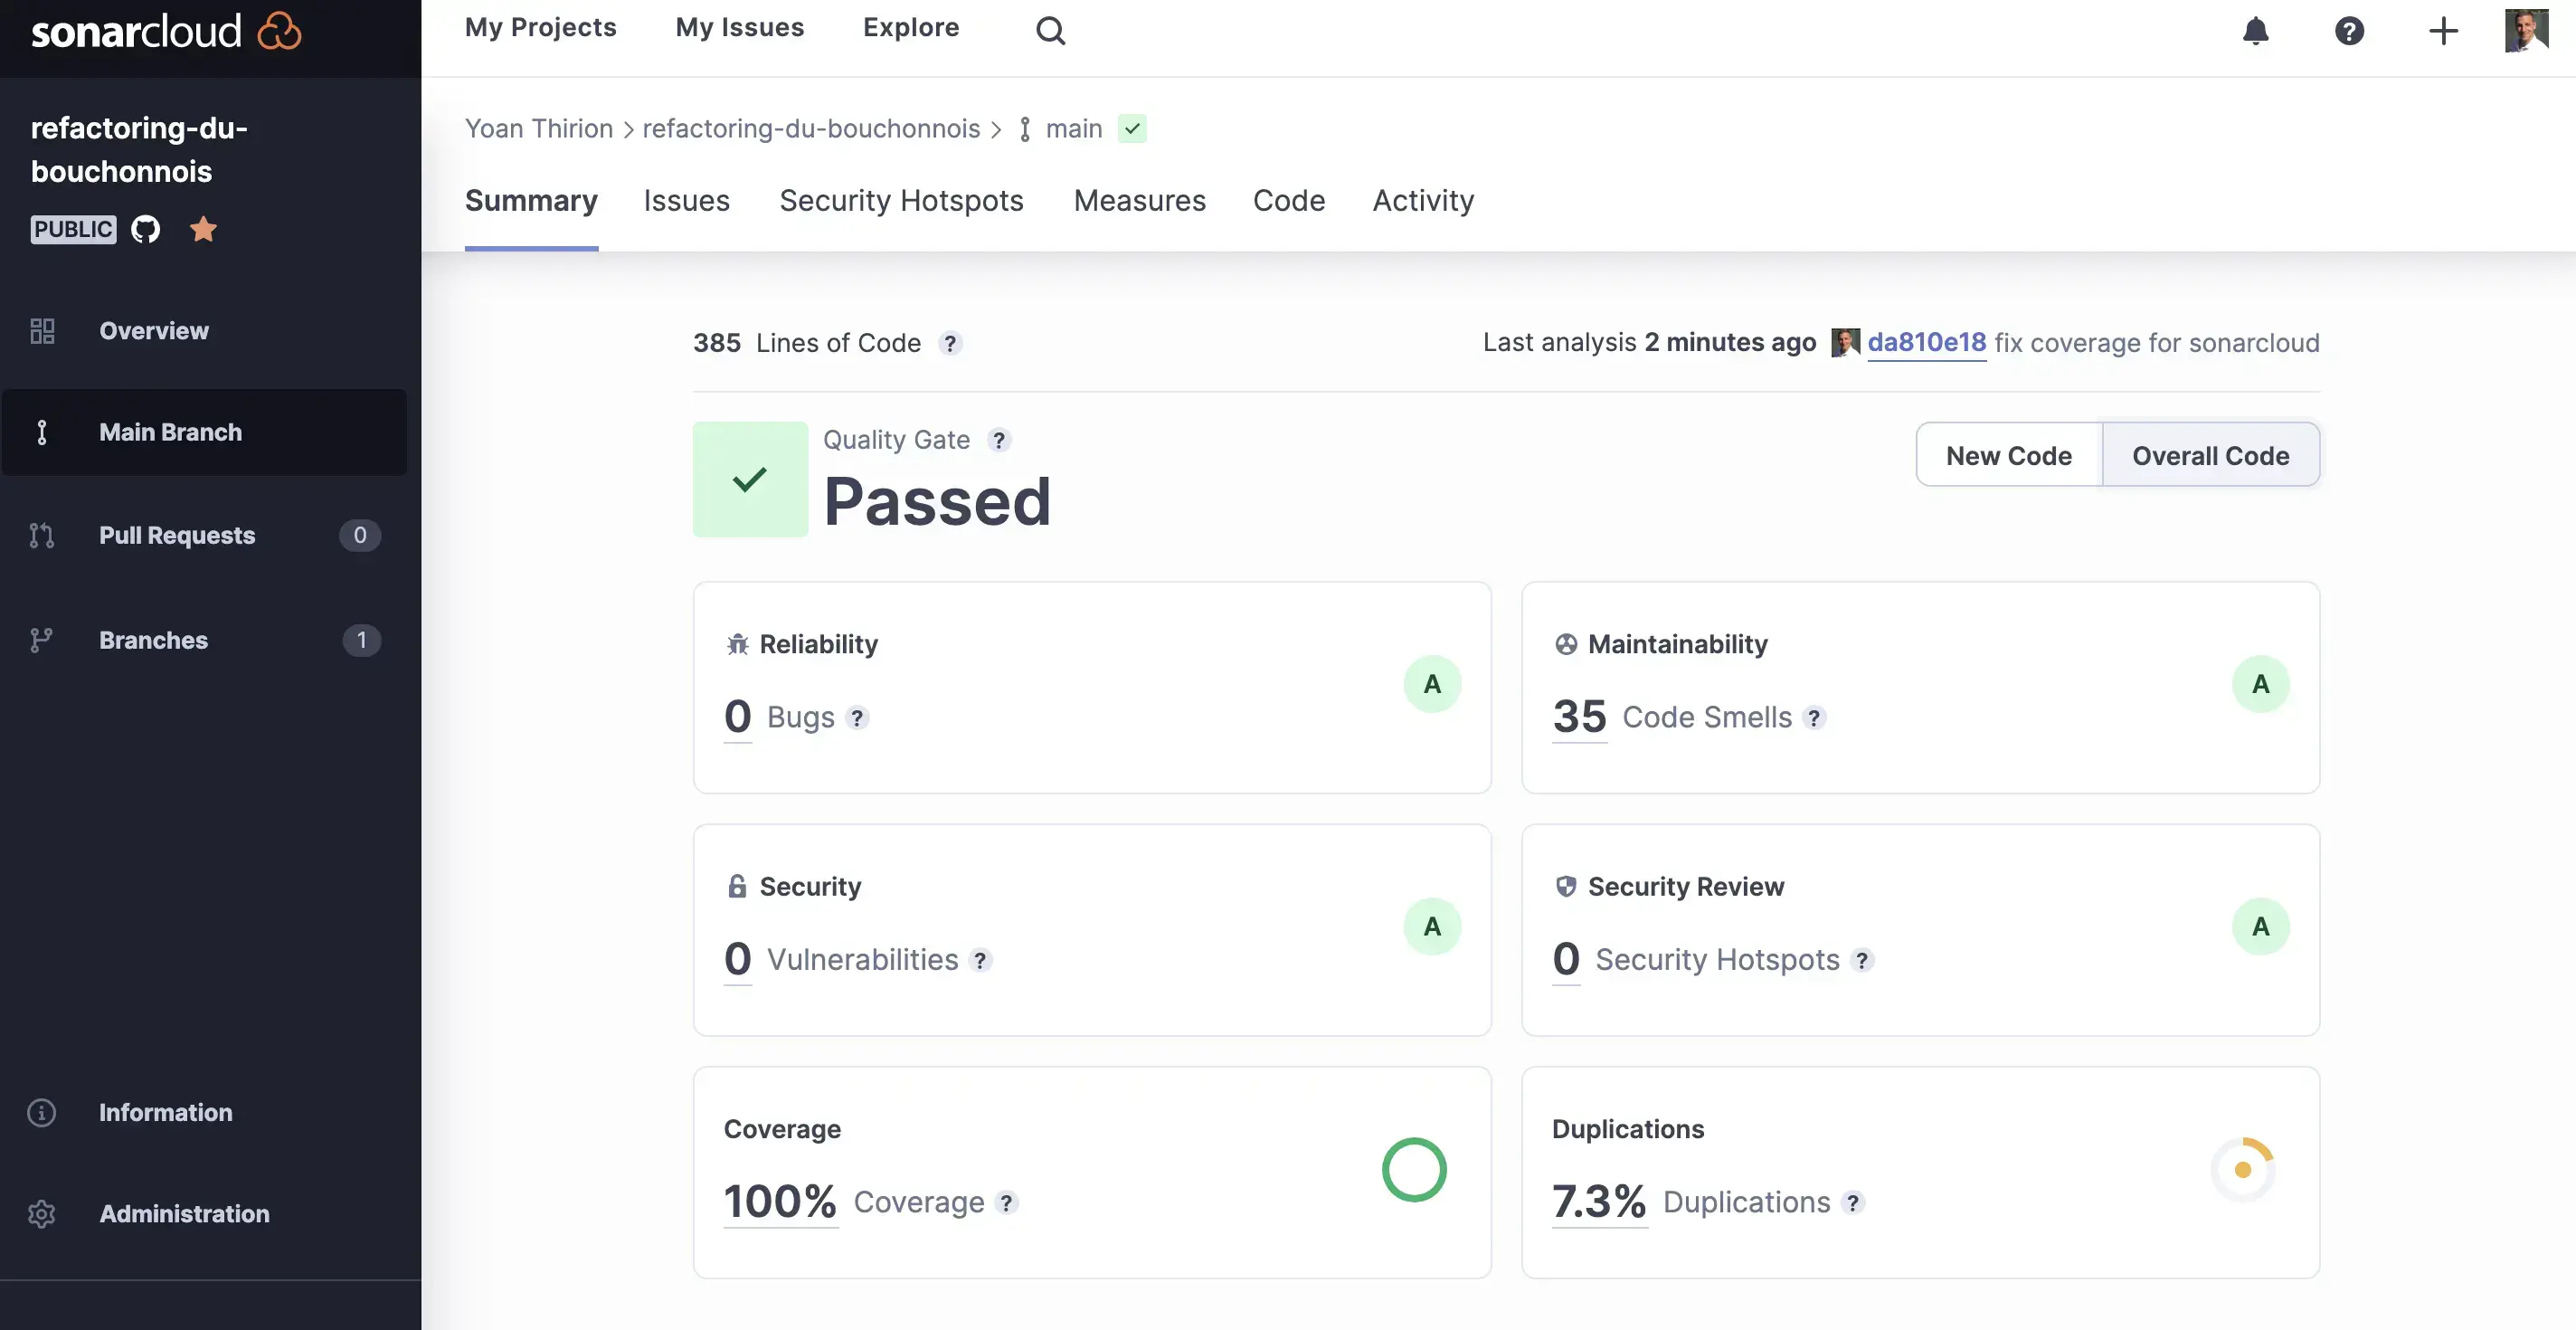 sonarcloud
My Projects My Issues Explore
refactoring-du-
bouchonnois
PUBLIC
Overview
Main Branch
Pull Requests 0
Branches 1
Information
Administration
Yoan Thirion > refactoring-du-bouchonnois > main
Summary Issues Security Hotspots Measures Code Activity
385 Lines of Code ?
Last analysis 2 minutes ago da810e18 fix coverage for sonarcloud
Quality Gate ?
Passed
New Code Overall Code
Reliability
0 Bugs ?
A
Maintainability
35 Code Smells ?
A
Security
0 Vulnerabilities ?
A
Security Review
0 Security Hotspots ?
A
Coverage
100% Coverage ?
Duplications
7.3% Duplications ?